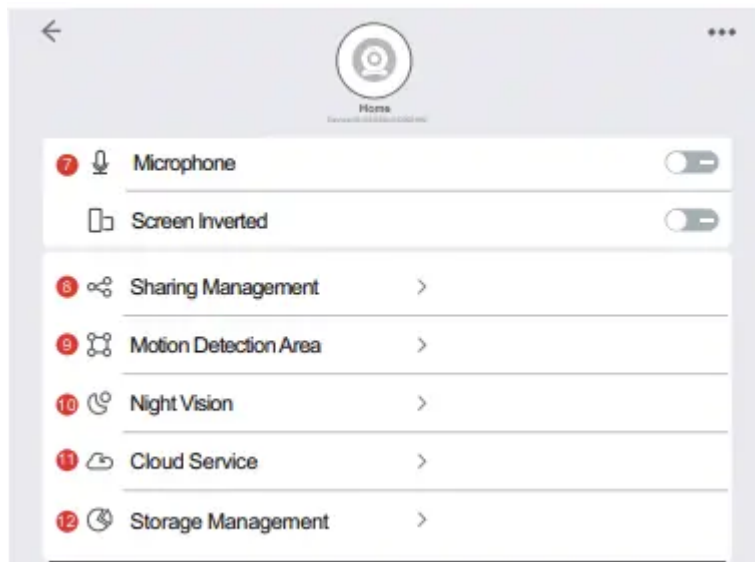 Home
7 Microphone
Screen Inverted
8 Sharing Management
9 Motion Detection Area
10 Night Vision
11 Cloud Service
12 Storage Management